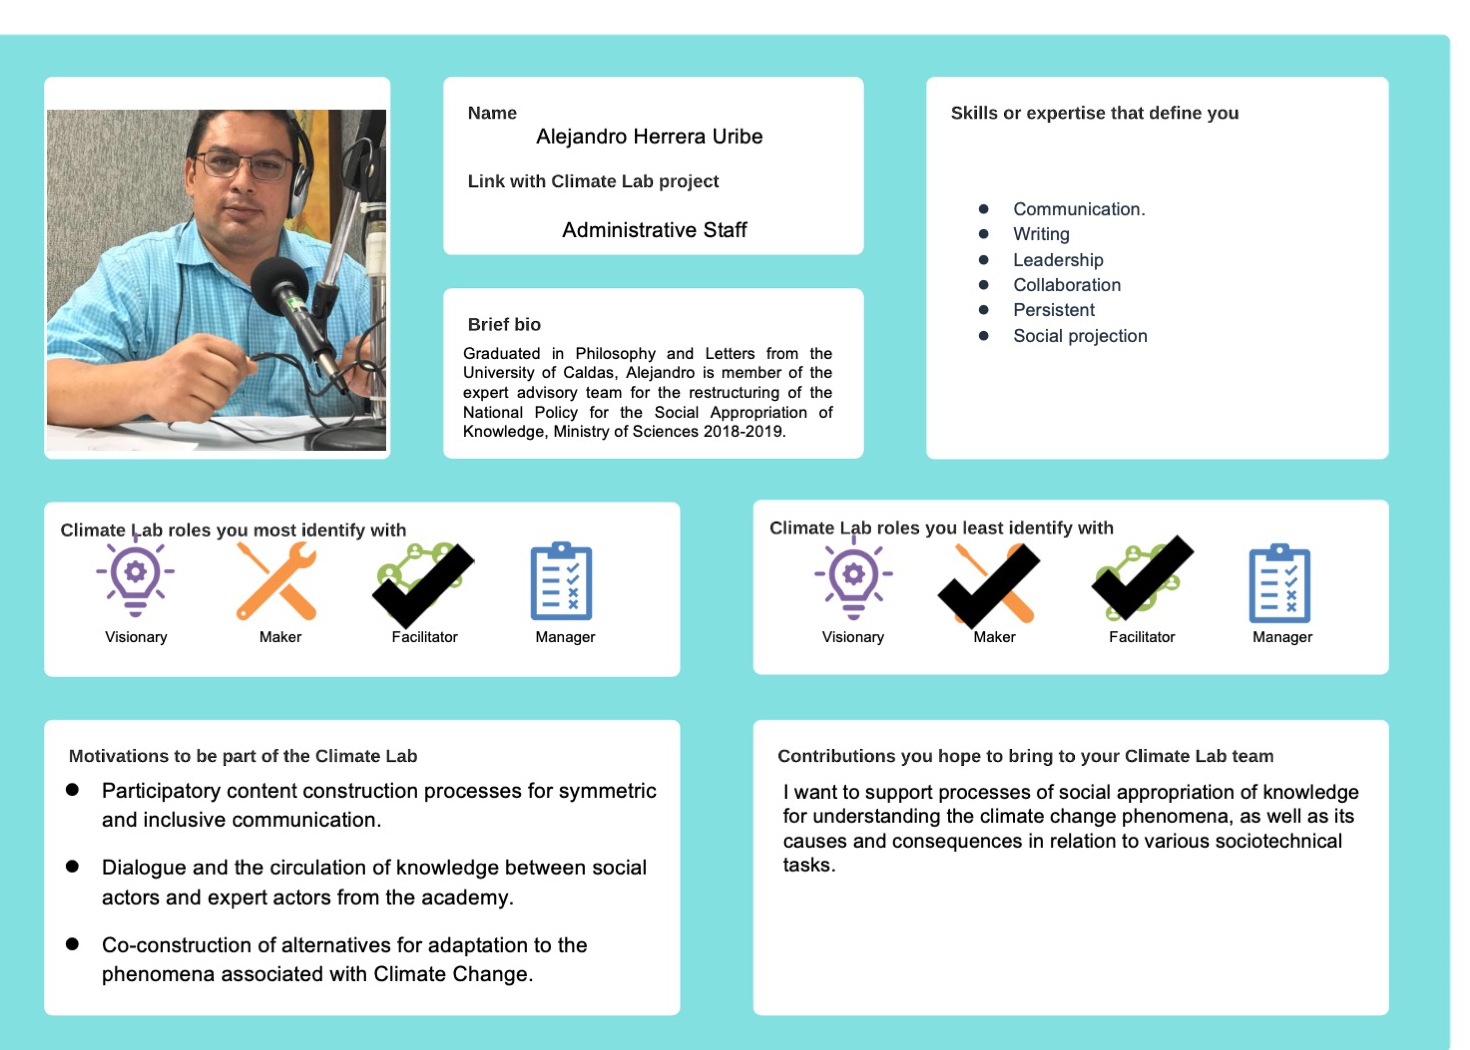 Name
Alejandro Herrera Uribe
Link with Climate Lab project
Administrative Staff
Brief bio
Graduated in Philosophy and Letters from the
University of Caldas, Alejandro is member of the
expert advisory team for the restructuring of the
National Policy for the Social Appropriation of
Knowledge, Ministry of Sciences 2018-2019.
Skills or expertise that define you
Communication.
Writing
Leadership
Collaboration
Persistent
Social projection
Climate Lab roles you most identify with
Visionary Maker Facilitator Manager
Climate Lab roles you least identify with
Visionary Maker Facilitator Manager
Motivations to be part of the Climate Lab
Participatory content construction processes for symmetric
and inclusive communication.
Dialogue and the circulation of knowledge between social
actors and expert actors from the academy.
Co-construction of alternatives for adaptation to the
phenomena associated with Climate Change.
Contributions you hope to bring to your Climate Lab team
I want to support processes of social appropriation of knowledge
for understanding the climate change phenomena, as well as its
causes and consequences in relation to various sociotechnical
tasks.